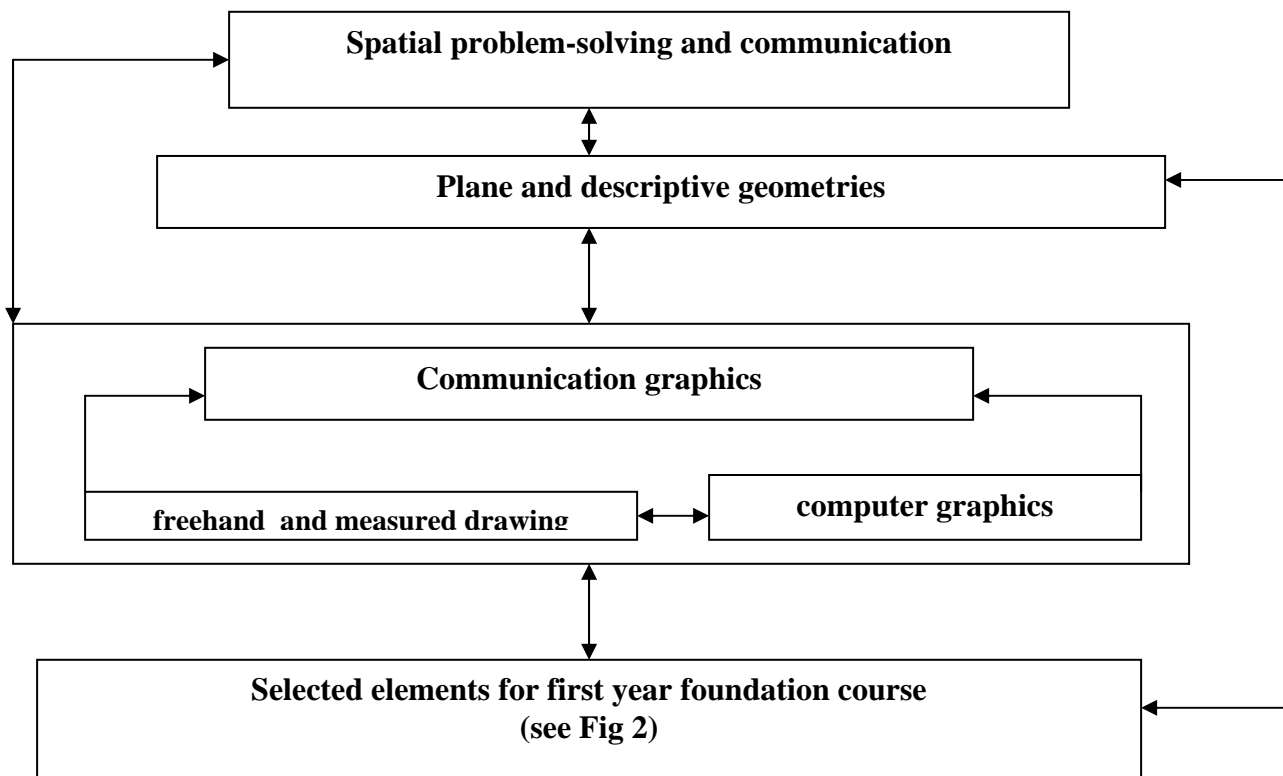 Spatial problem-solving and communication
Plane and descriptive geometries
Communication graphics
freehand and measured drawing
computer graphics
Selected elements for first year foundation course
(see Fig 2)